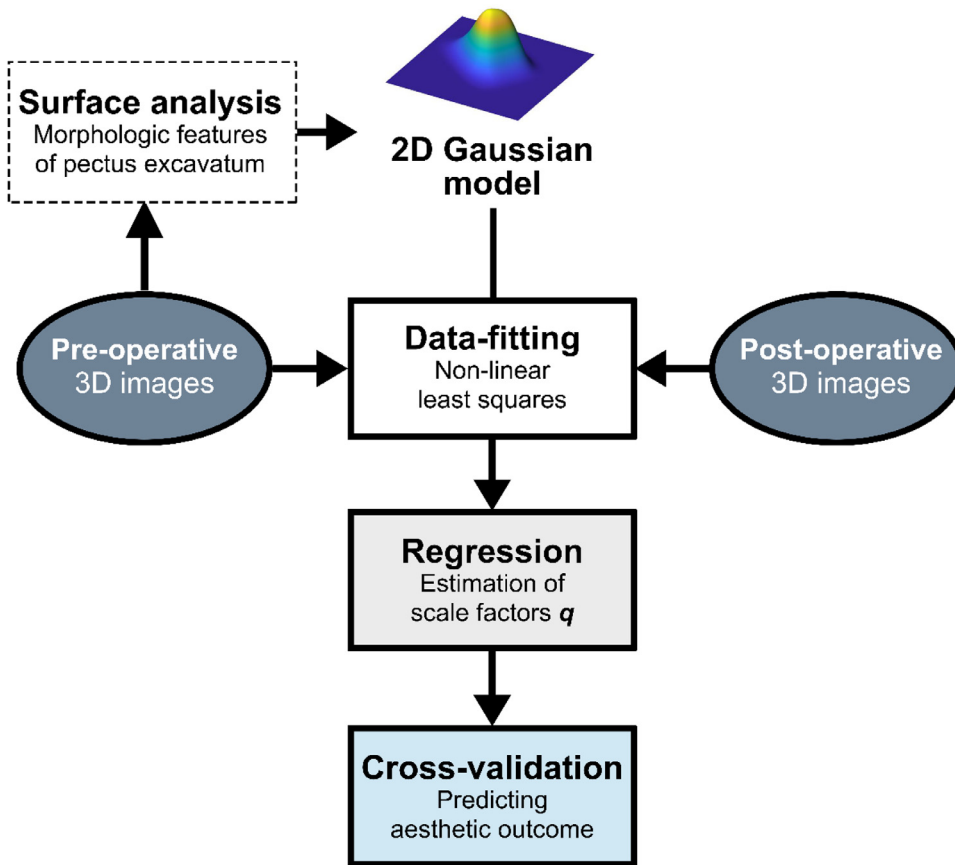 Surface analysis
Morphologic features
of pectus excavatum
2D Gaussian
model
Pre-operative
3D images
Data-fitting
Non-linear
least squares
Post-operative
3D images
Regression
Estimation of
scale factors q
Cross-validation
Predicting
aesthetic outcome